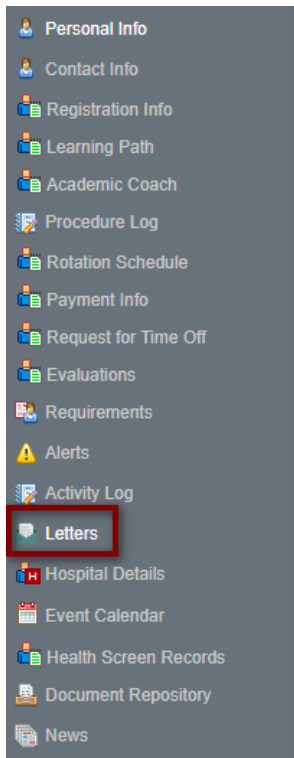 Personal Info
Contact Info
Registration Info
Learning Path
Academic Coach
Procedure Log
Rotation Schedule
Payment Info
Request for Time Off
Evaluations
Requirements
Alerts
Activity Log
Letters
H Hospital Details
Event Calendar
Health Screen Records
Document Repository
News